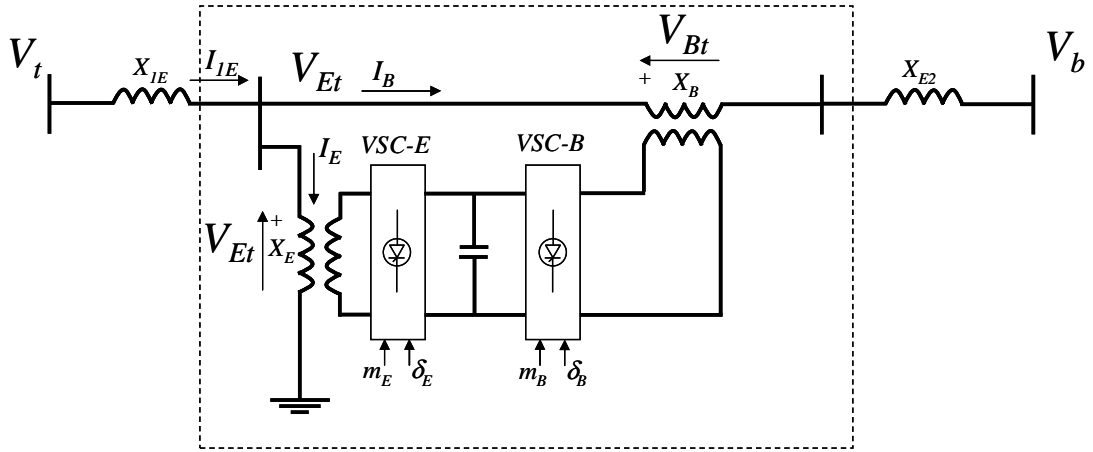 V_t
X_1E
I_1E
V_Et
I_B
V_Bt
+
X_B
X_E2
V_b
I_E
VSC-E
VSC-B
V_Et
+
X_E
m_E
δ_E
m_B
δ_B